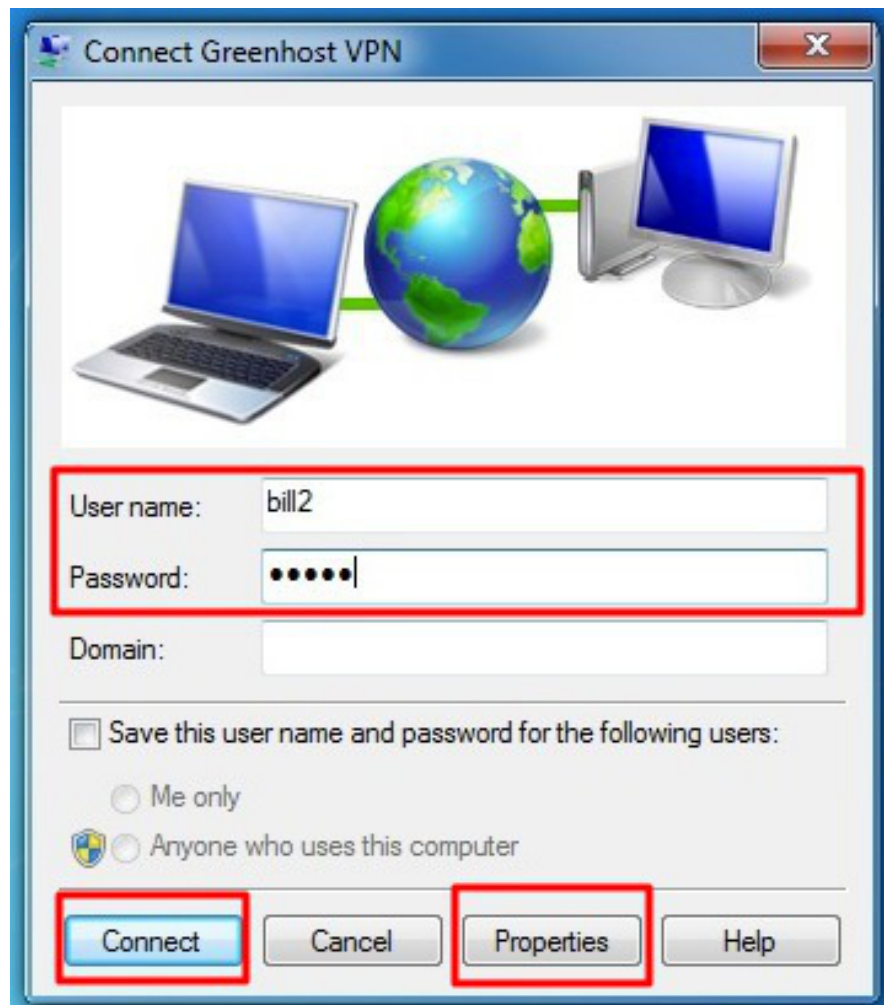 Connect Greenhost VPN
User name:
bill2
Password:
●●●●●
Domain:
Save this user name and password for the following users:
Me only
Anyone who uses this computer
Connect
Cancel
Properties
Help